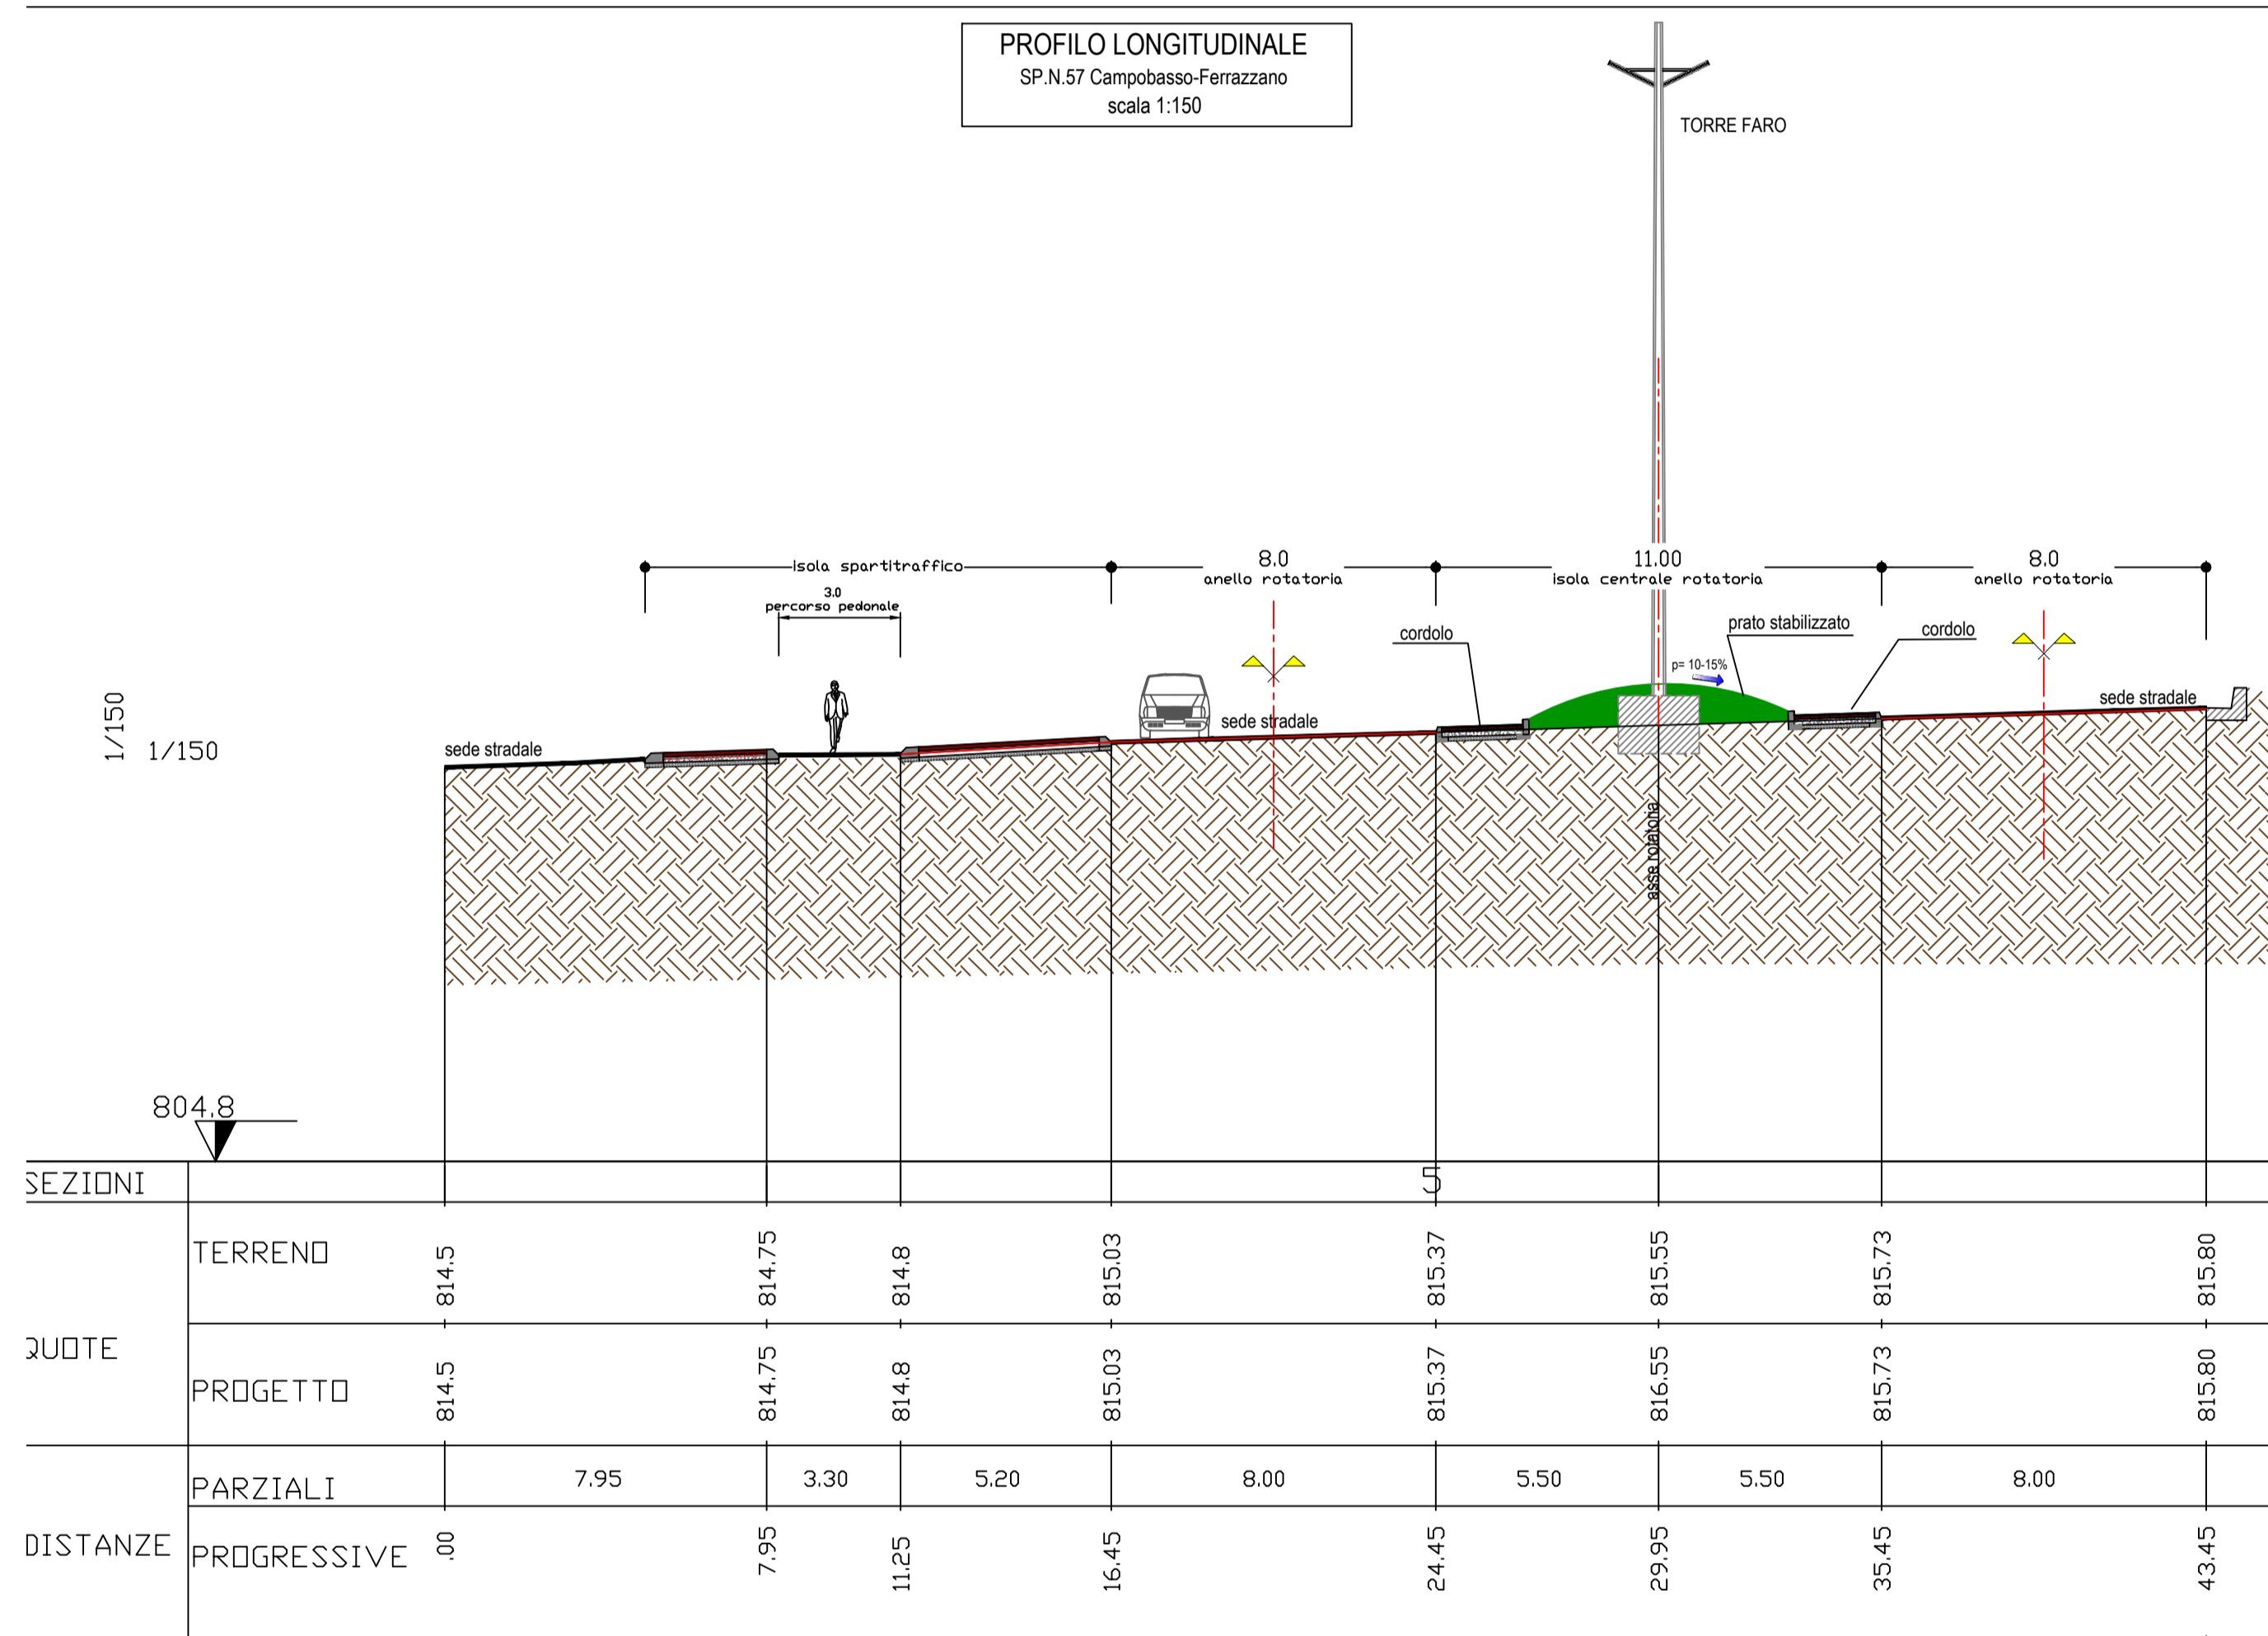 PROFILO LONGITUDINALE
SP.N.57 Campobasso-Ferrazzano
scala 1:150
TORRE FARO
isola spartitraffico
8.0
anello rotatoria
11.00
isola centrale rotatoria
8.0
anello rotatoria
3.0
percorso pedonale
cordolo
prato stabilizzato
cordolo
p= 10-15%
sede stradale
sede stradale
sede stradale
1/150
1/150
asse rotatoria
804.8
SEZIONI
5
QUOTE
TERRENO
814.5 814.75 814.8 815.03 815.37 815.55 815.73 815.80
PROGETTO
814.5 814.75 814.8 815.03 815.37 816.55 815.73 815.80
DISTANZE
PARZIALI
7.95 3.30 5.20 8.00 5.50 5.50 8.00
PROGRESSIVE
.00 7.95 11.25 16.45 24.45 29.95 35.45 43.45